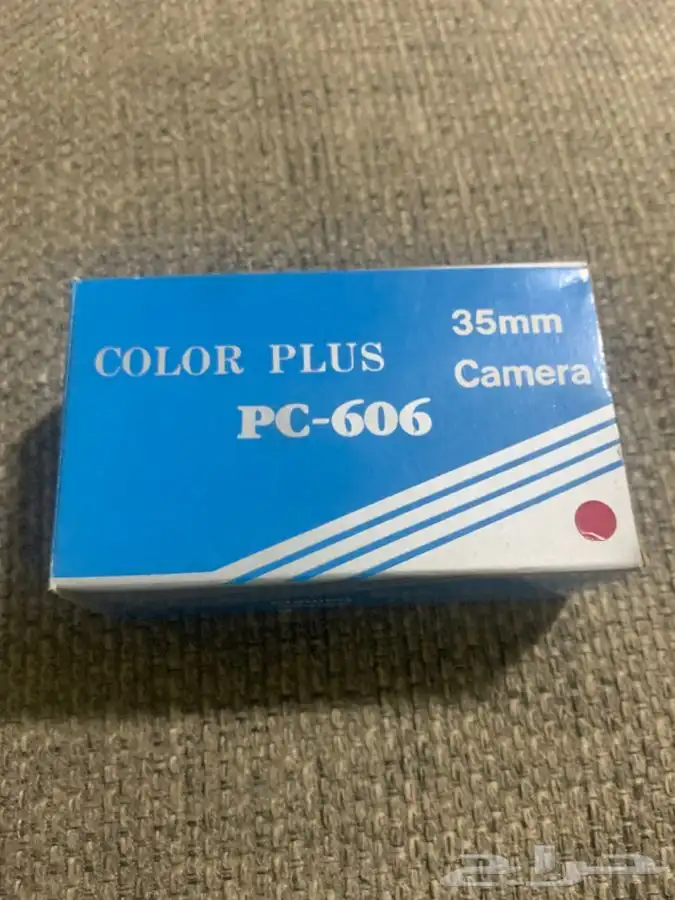 35mm
COLOR PLUS
Camera
PC-606
حراج